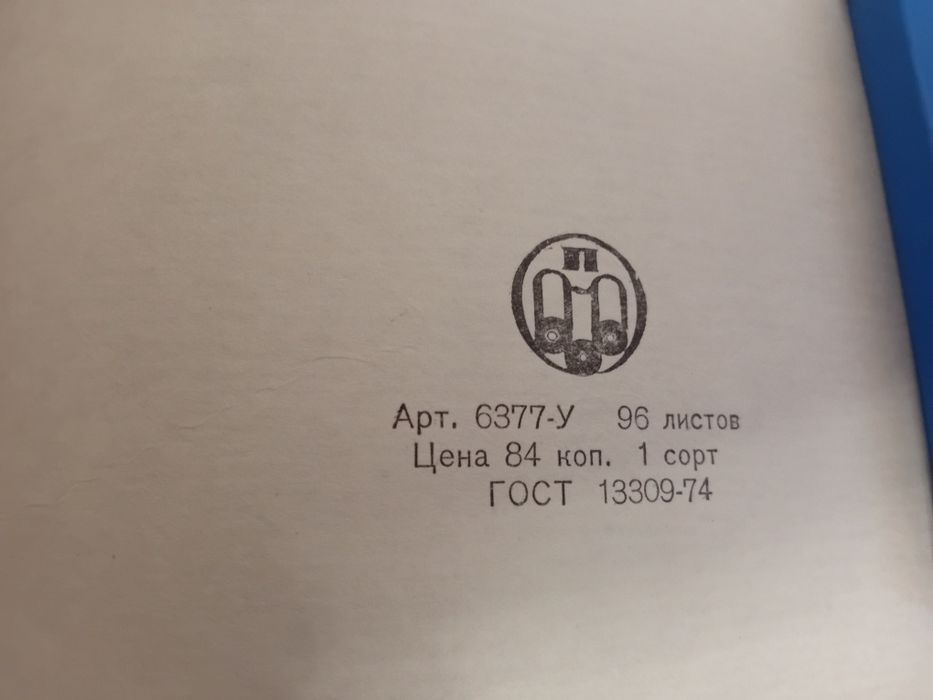 П
Арт. 6377-У 96 листов
Цена 84 коп. 1 сорт
ГОСТ 13309-74